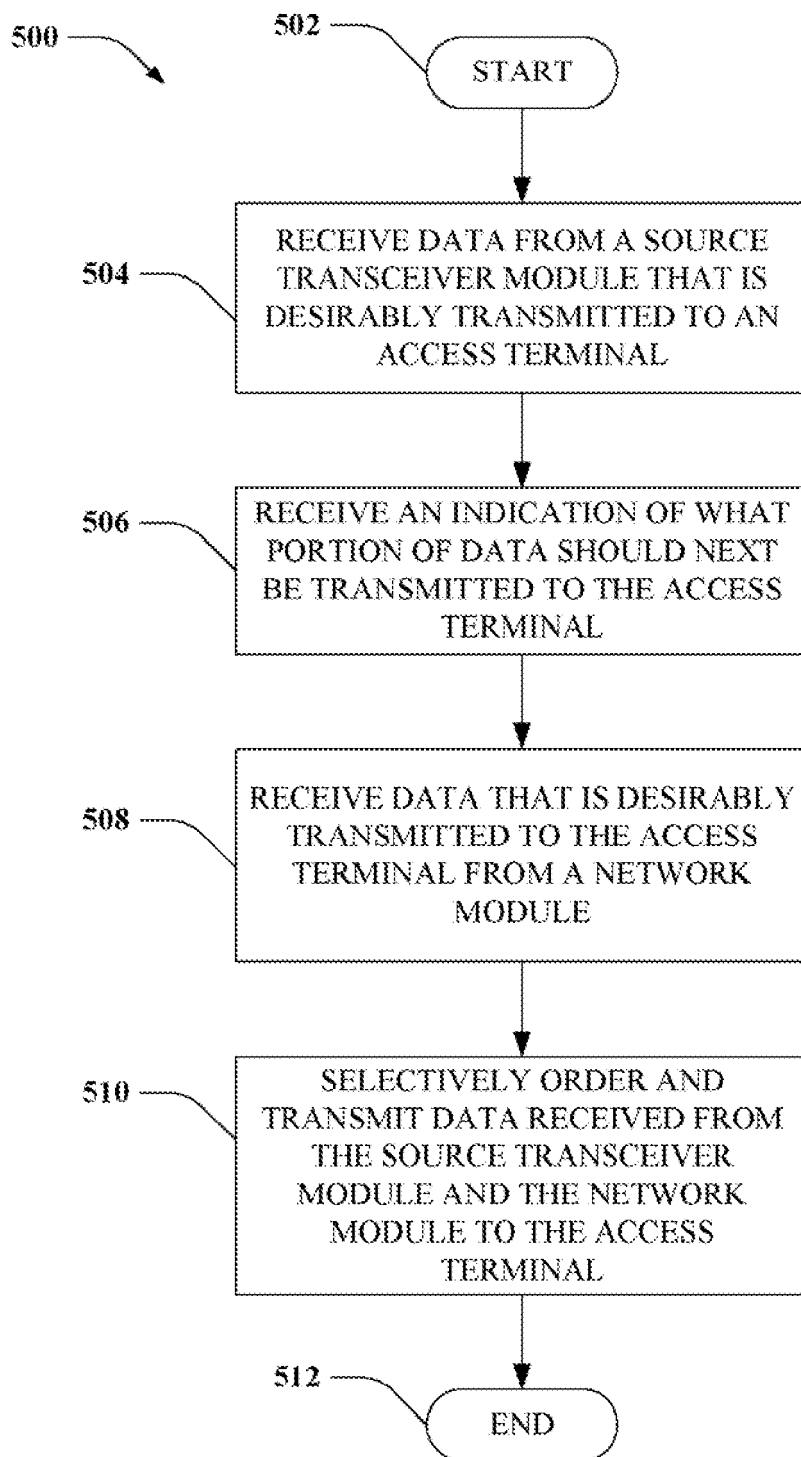 500
502
START
504
RECEIVE DATA FROM A SOURCE
TRANSCEIVER MODULE THAT IS
DESIRABLY TRANSMITTED TO AN
ACCESS TERMINAL
506
RECEIVE AN INDICATION OF WHAT
PORTION OF DATA SHOULD NEXT
BE TRANSMITTED TO THE ACCESS
TERMINAL
508
RECEIVE DATA THAT IS DESIRABLY
TRANSMITTED TO THE ACCESS
TERMINAL FROM A NETWORK
MODULE
510
SELECTIVELY ORDER AND
TRANSMIT DATA RECEIVED FROM
THE SOURCE TRANSCEIVER
MODULE AND THE NETWORK
MODULE TO THE ACCESS
TERMINAL
512
END